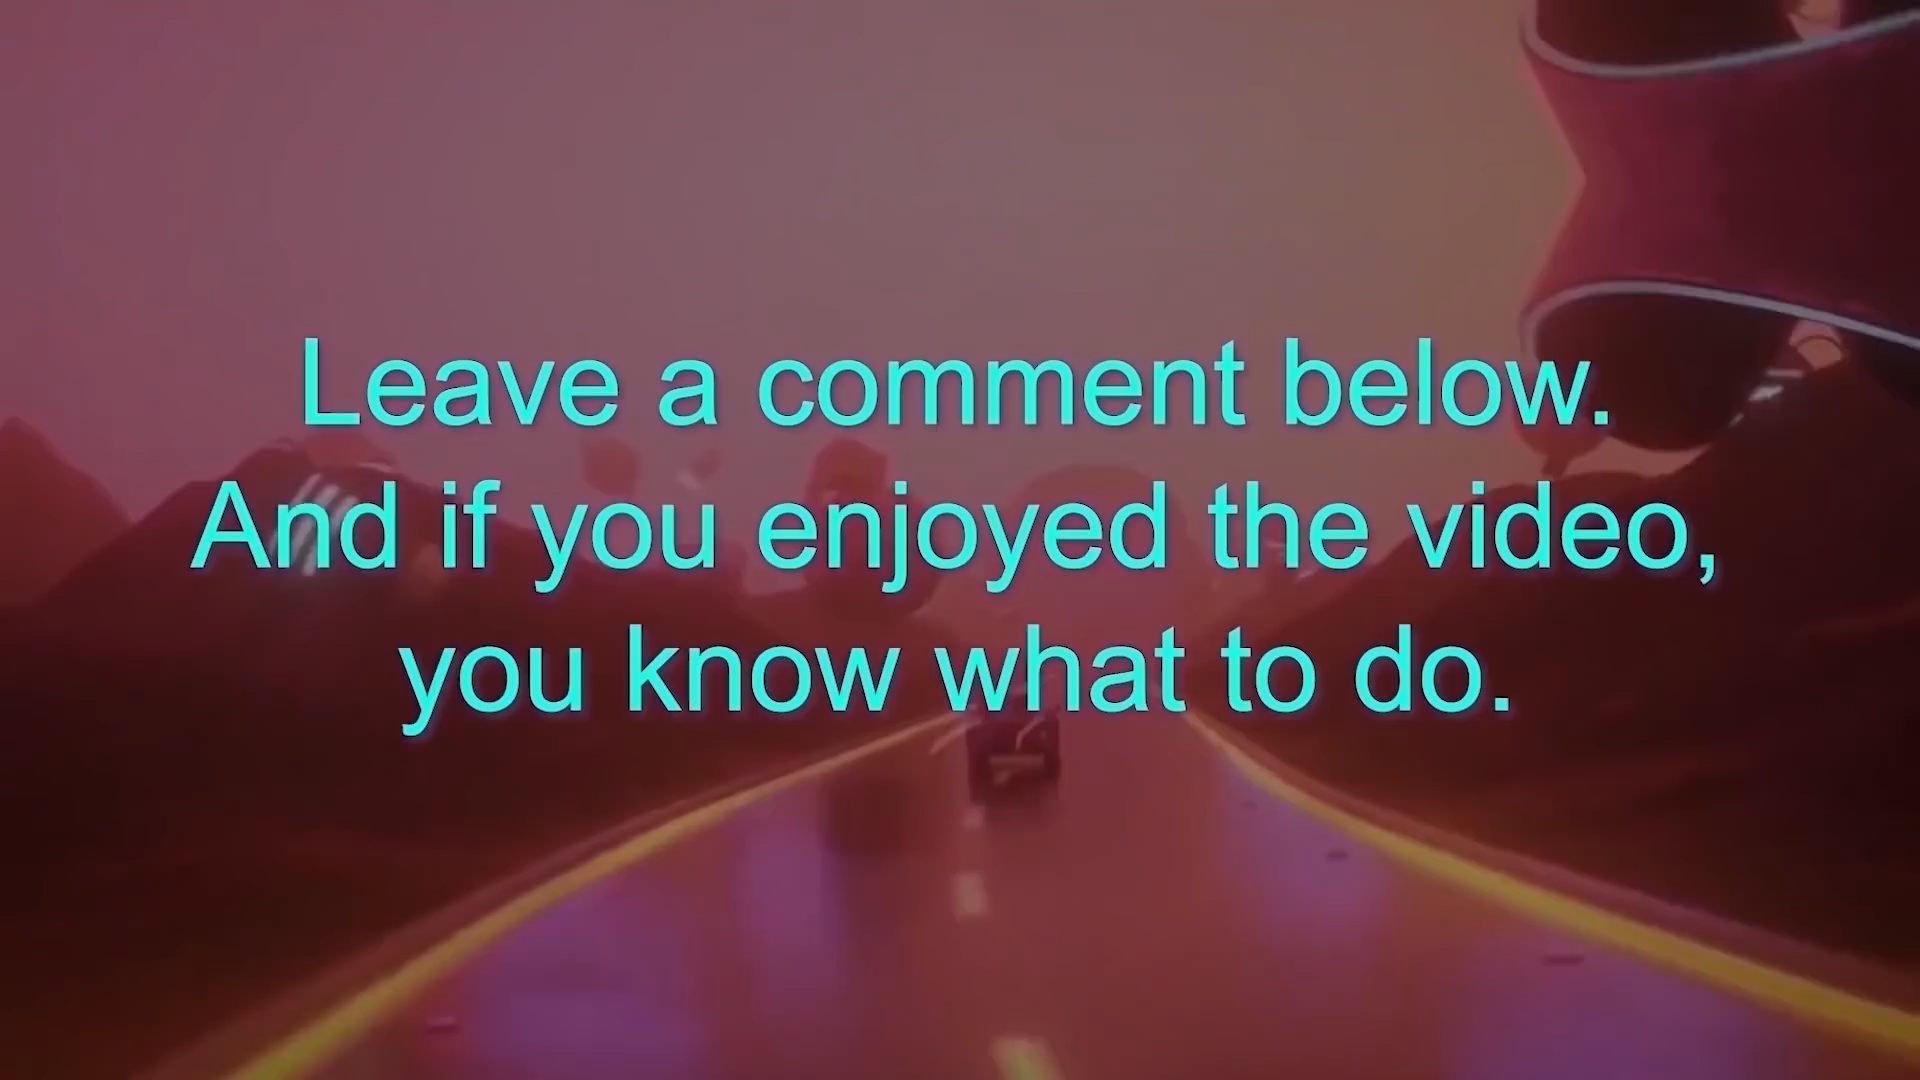 Leave a comment below.
And if you enjoyed the video,
you know what to do.